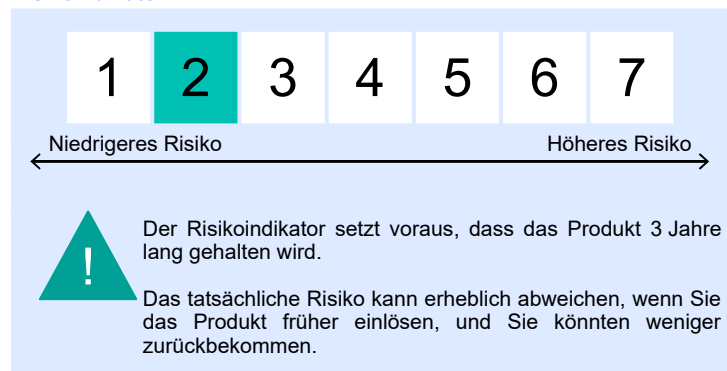 1 2 3 4 5 6 7
Niedrigeres Risiko Höheres Risiko
!
Der Risikoindikator setzt voraus, dass das Produkt 3 Jahre
lang gehalten wird.
Das tatsächliche Risiko kann erheblich abweichen, wenn Sie
das Produkt früher einlösen, und Sie könnten weniger
zurückbekommen.